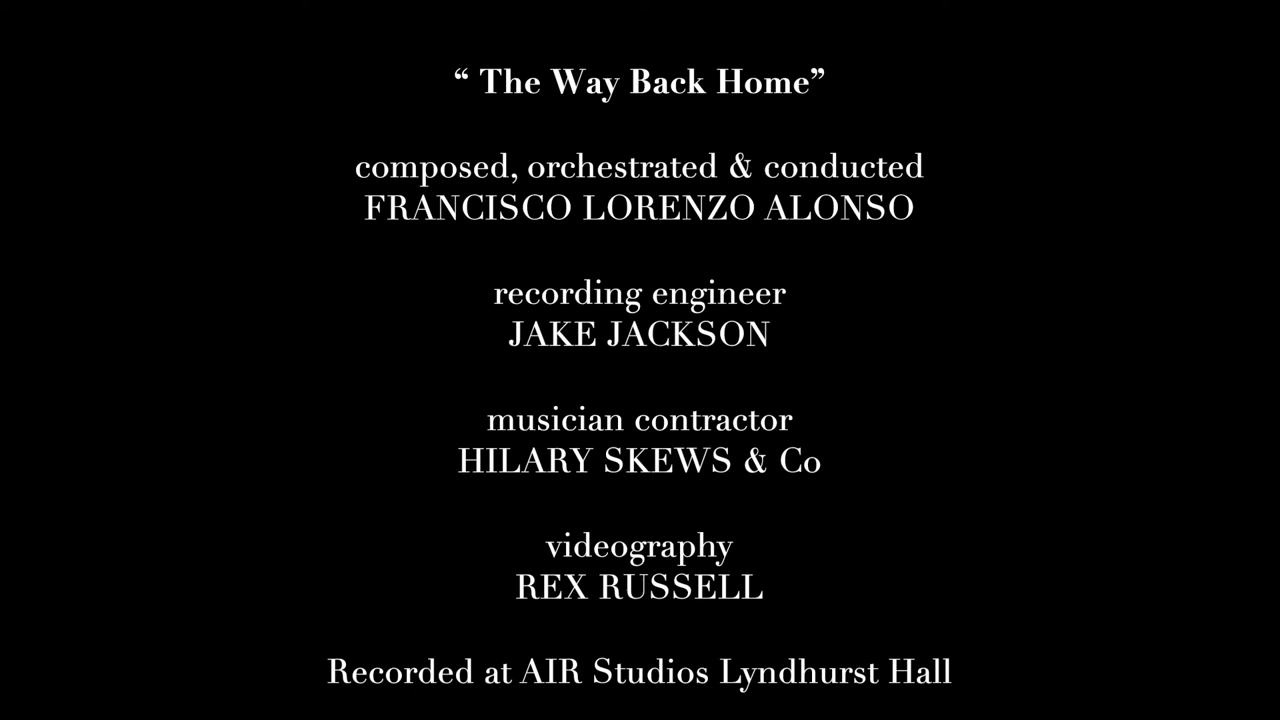 “ The Way Back Home”
composed, orchestrated & conducted
FRANCISCO LORENZO ALONSO
recording engineer
JAKE JACKSON
musician contractor
HILARY SKEWS & Co
videography
REX RUSSELL
Recorded at AIR Studios Lyndhurst Hall